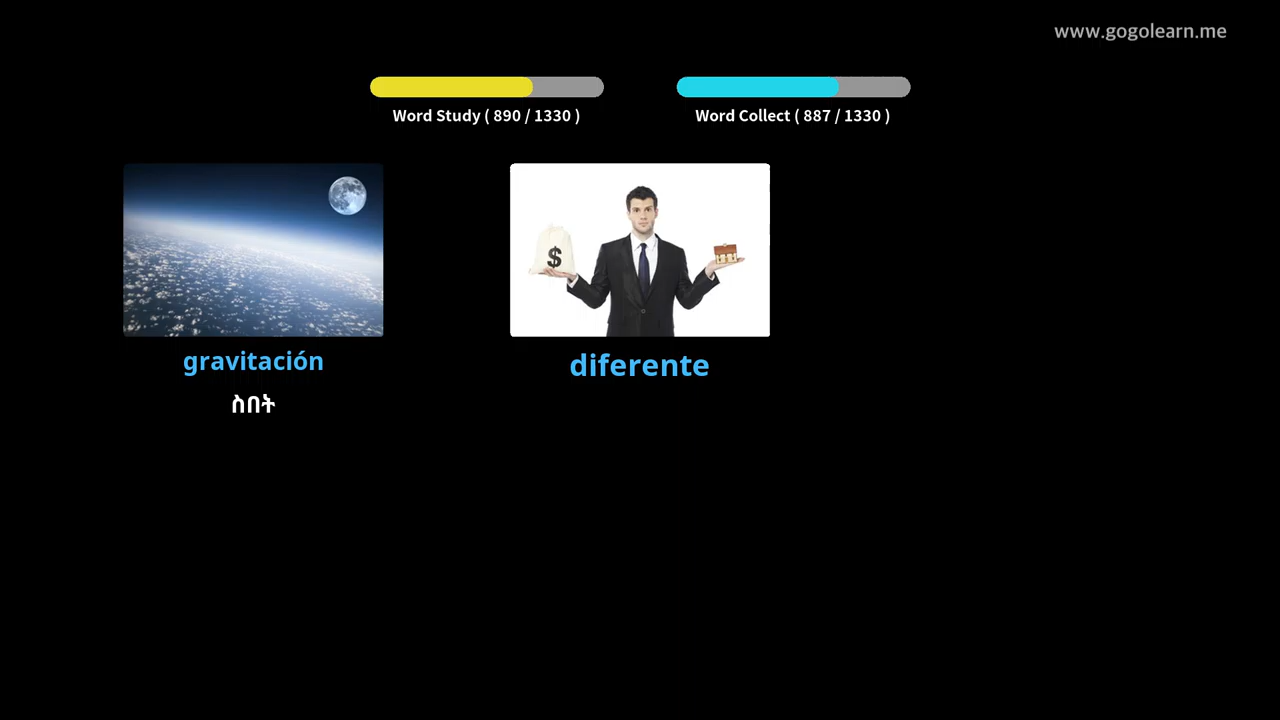 www.gogolearn.me
Word Study ( 890 / 1330 )
Word Collect ( 887 / 1330 )
$
gravitación
ስበት
diferente